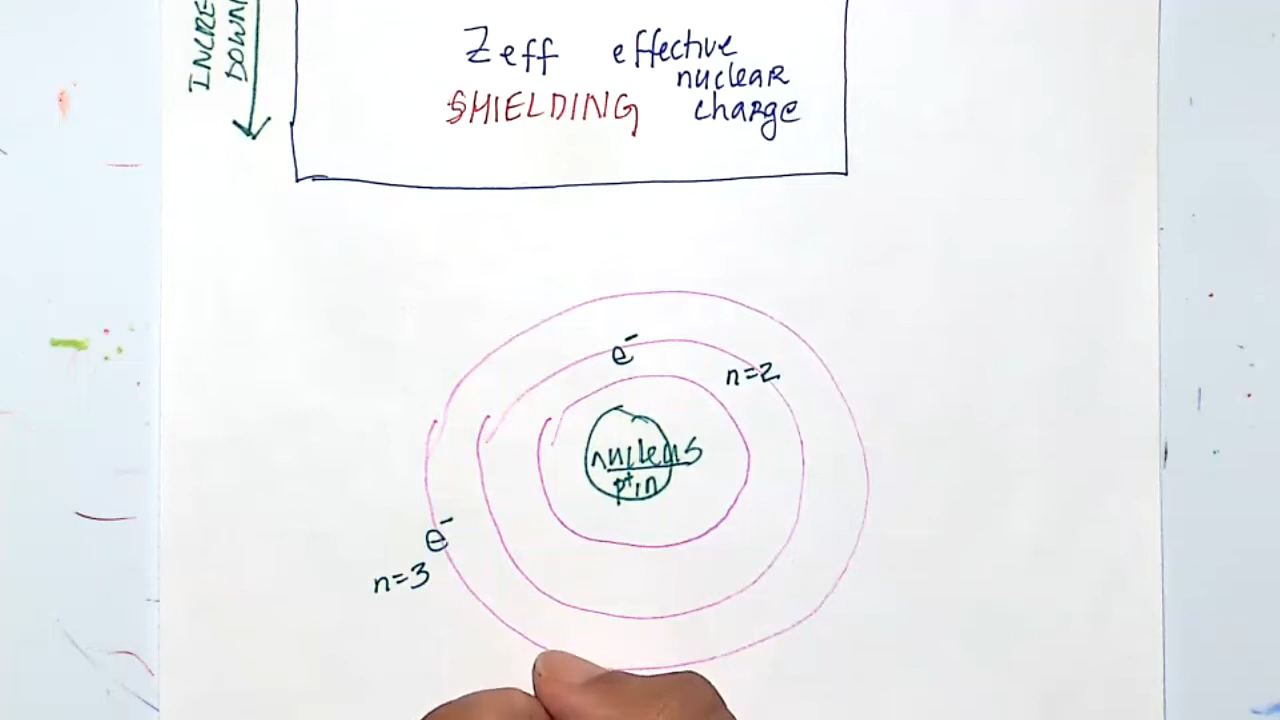 INCRE
DOWN
Zeff effective
nuclear
SHIELDING charge
e⁻
n=2
nucleus
p⁺, n
e⁻
n=3